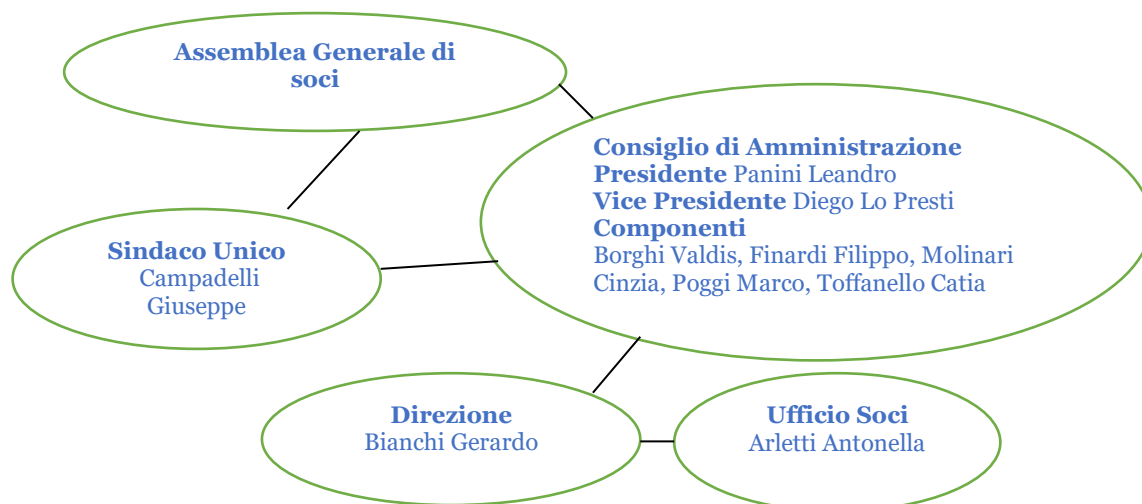 Assemblea Generale di
soci
Consiglio di Amministrazione
Presidente Panini Leandro
Vice Presidente Diego Lo Presti
Componenti
Borghi Valdis, Finardi Filippo, Molinari
Cinzia, Poggi Marco, Toffanello Catia
Sindaco Unico
Campadelli
Giuseppe
Direzione
Bianchi Gerardo
Ufficio Soci
Arletti Antonella